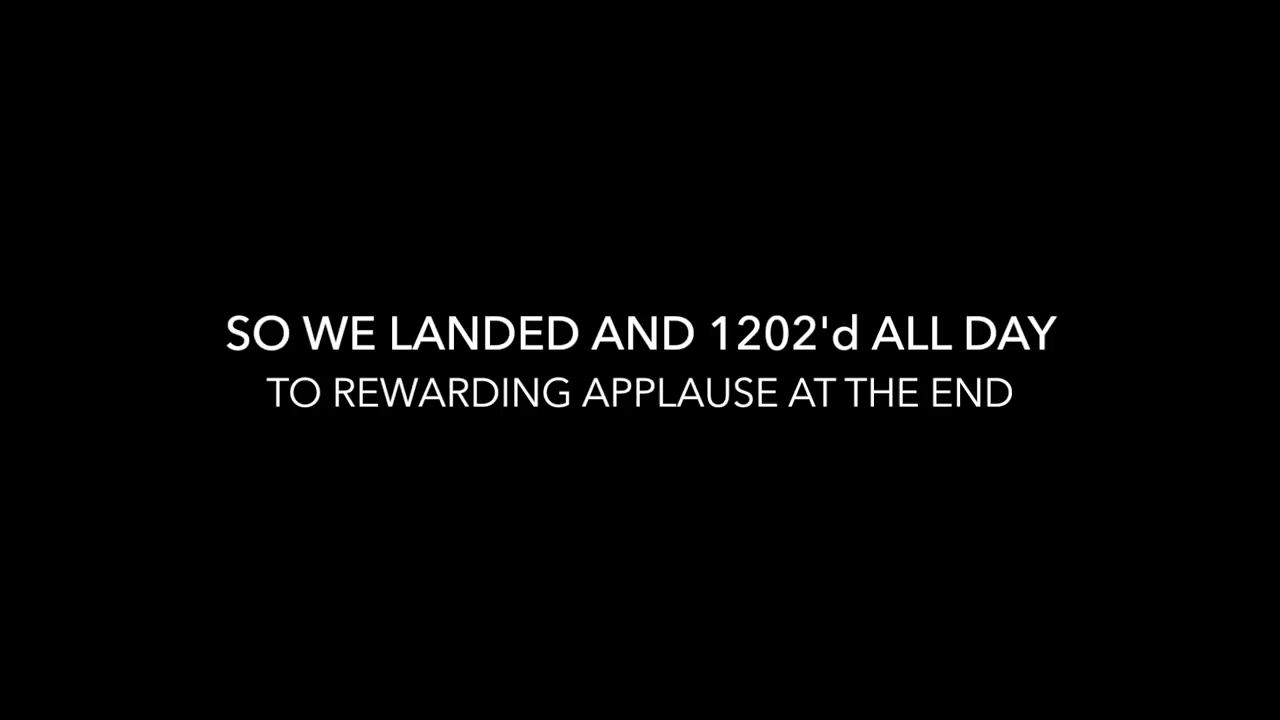 SO WE LANDED AND 1202'd ALL DAY
TO REWARDING APPLAUSE AT THE END